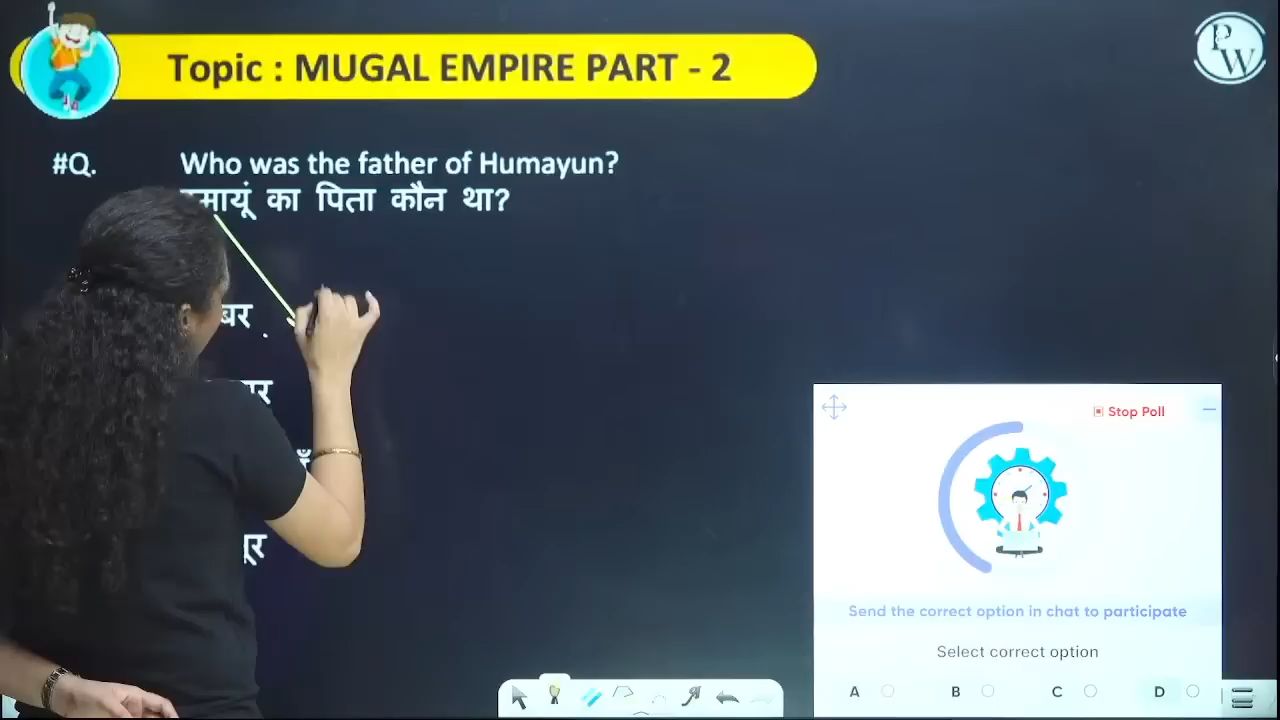 Topic : MUGAL EMPIRE PART - 2
PW
#Q. Who was the father of Humayun?
का पिता कौन था?
Stop Poll
Send the correct option in chat to participate
Select correct option
A B C D